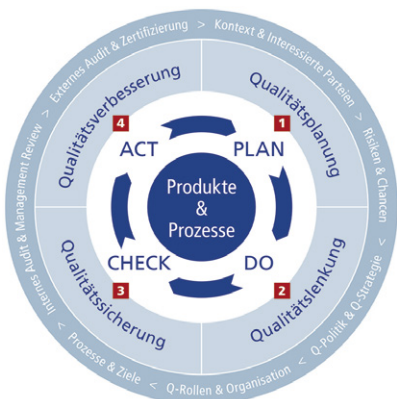 Externes Audit & Zertifizierung > Kontext & Interessierte Parteien > Risiken & Chancen >
Q-Politik & Q-Strategie < Q-Rollen & Organisation < Prozesse & Ziele < Internes Audit & Management Review >
Qualitätsverbesserung
Qualitätsplanung
4
1
ACT
PLAN
Produkte
&
Prozesse
CHECK
DO
3
2
Qualitätssicherung
Qualitätslenkung